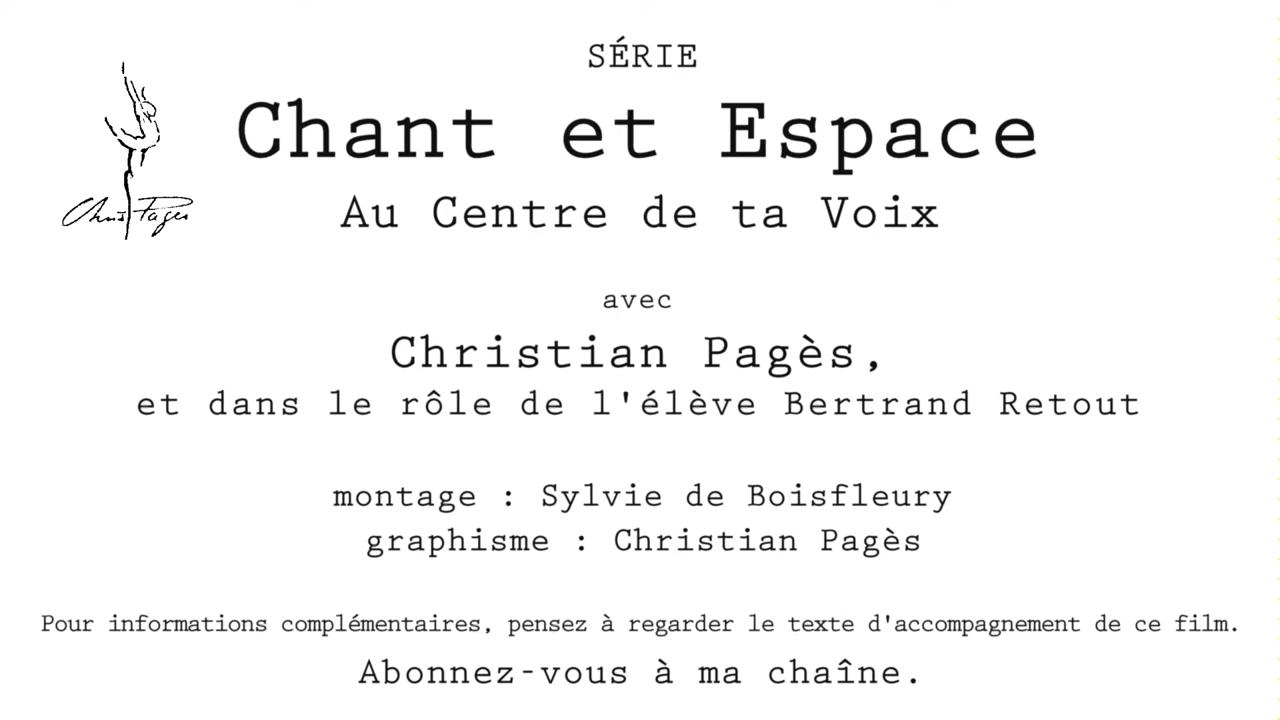 SÉRIE
Chant et Espace
Au Centre de ta Voix
Chris Pagès
avec
Christian Pagès,
et dans le rôle de l'élève Bertrand Retout
montage : Sylvie de Boisfleury
graphisme : Christian Pagès
Pour informations complémentaires, pensez à regarder le texte d'accompagnement de ce film.
Abonnez-vous à ma chaîne.